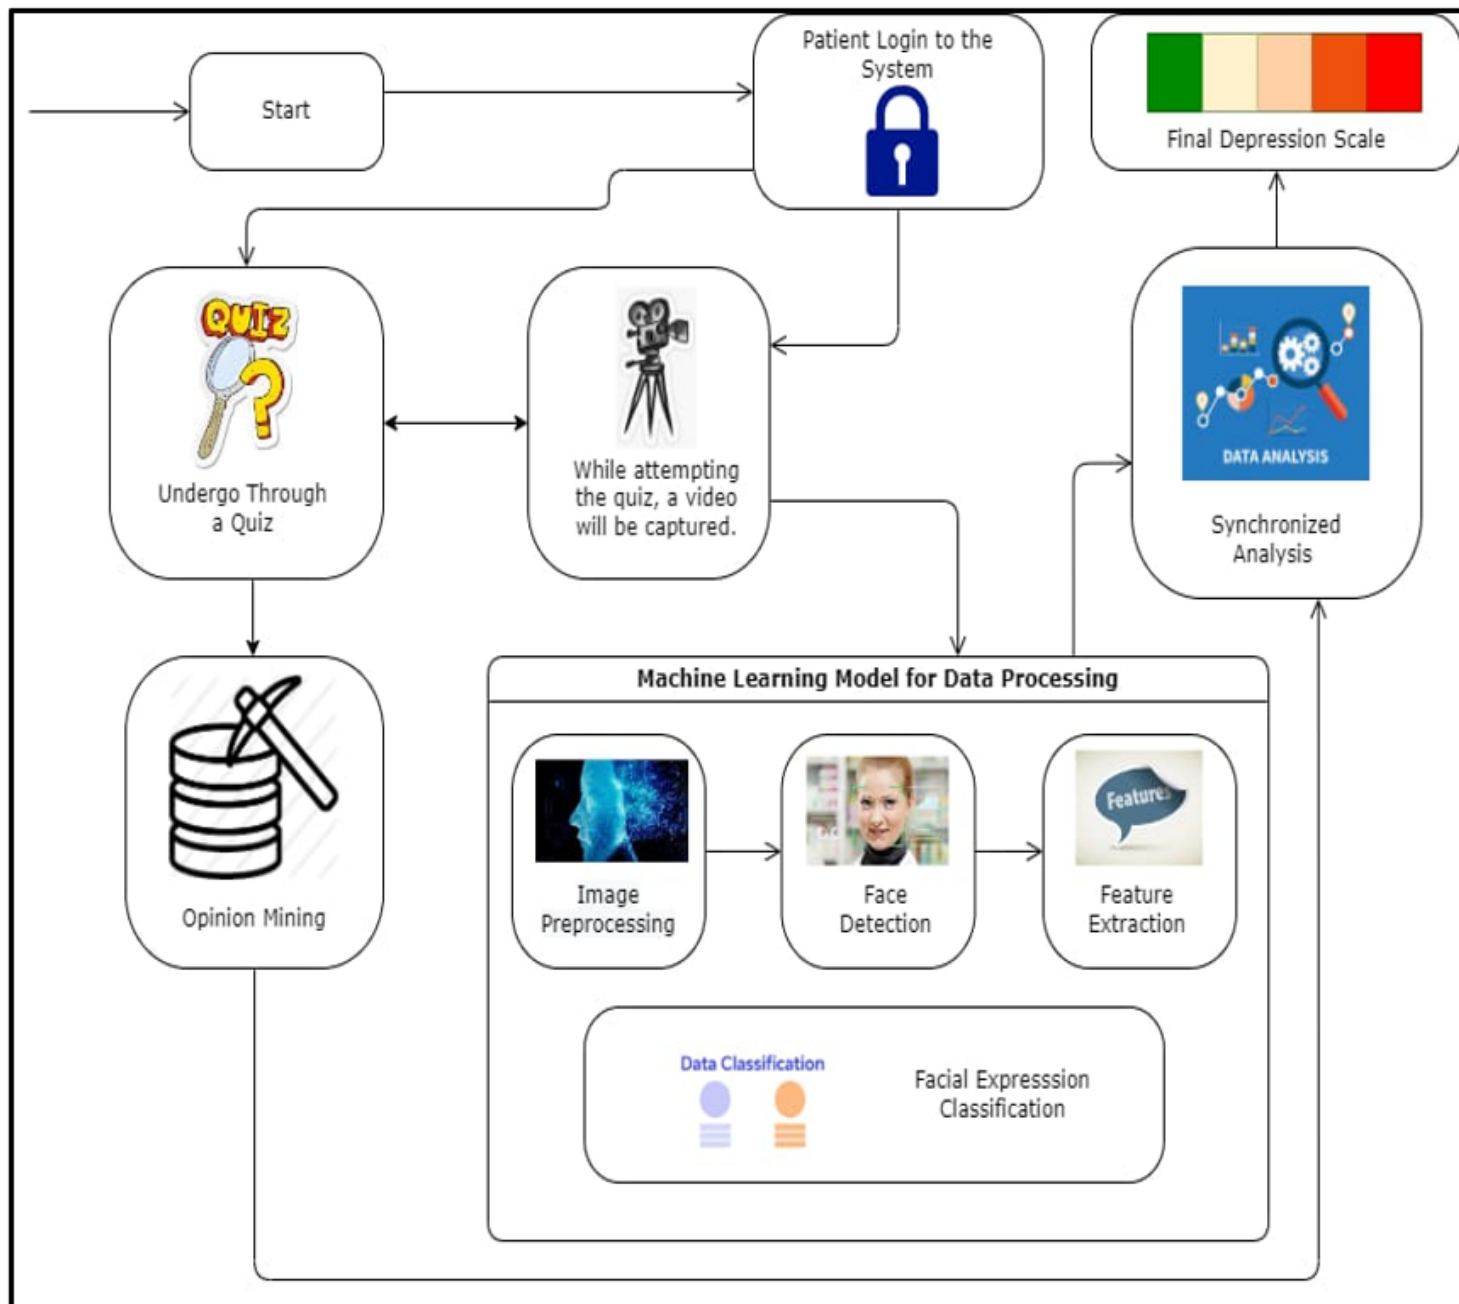 Start
Patient Login to the
System
Final Depression Scale
QUIZ
Undergo Through
a Quiz
While attempting
the quiz, a video
will be captured.
DATA ANALYSIS
Synchronized
Analysis
Opinion Mining
Machine Learning Model for Data Processing
Image
Preprocessing
Face
Detection
Features
Feature
Extraction
Data Classification
Facial Expresssion
Classification